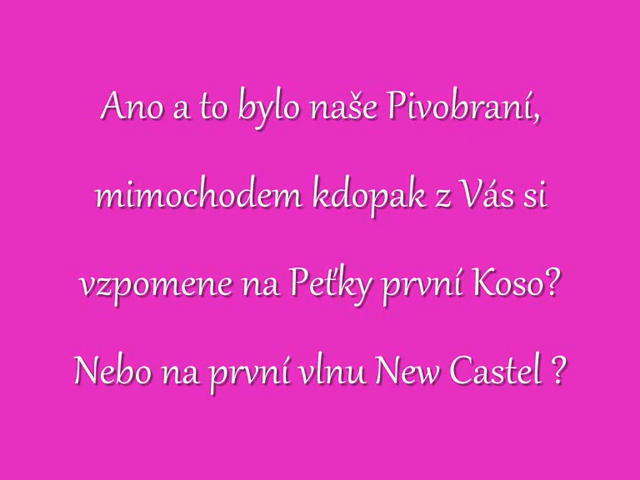 Ano a to bylo naše Pivobraní,
mimochodem kdopak z Vás si
vzpomene na Peťky první Koso?
Nebo na první vlnu New Castel ?